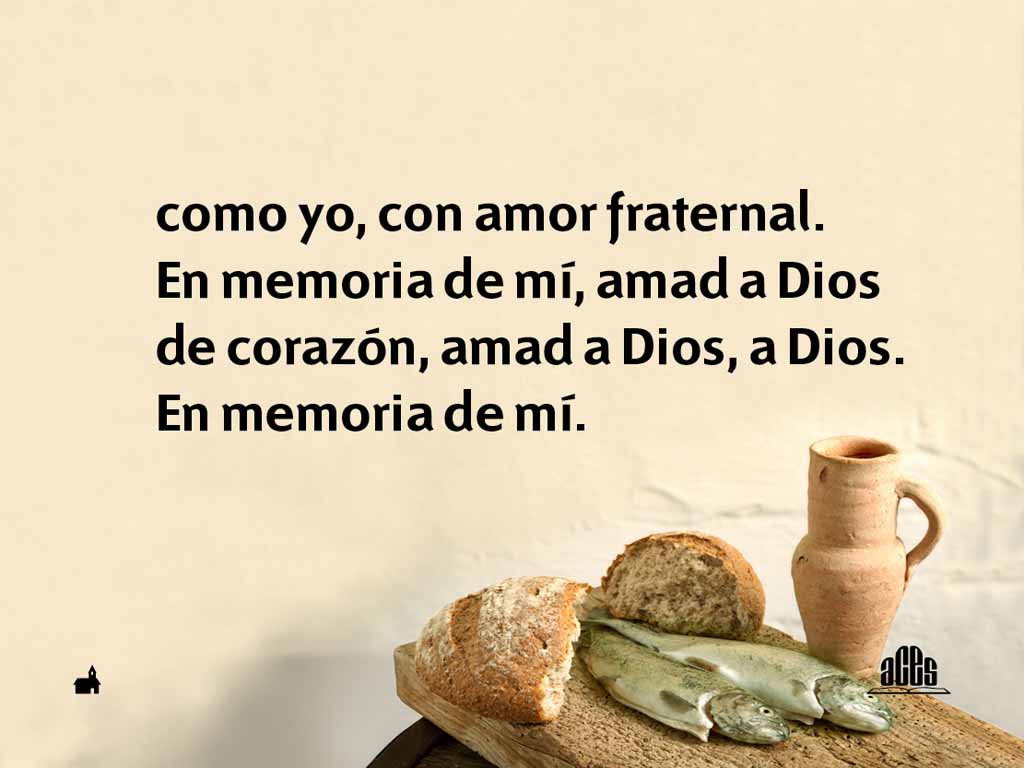 como yo, con amor fraternal.
En memoria de mí, amad a Dios
de corazón, amad a Dios, a Dios.
En memoria de mí.
aces